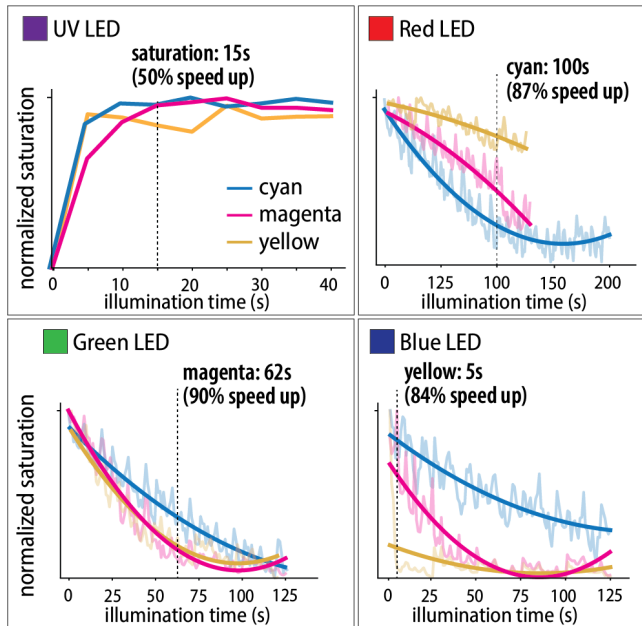 UV LED
saturation: 15s
(50% speed up)
normalized saturation
cyan
magenta
yellow
0 10 20 30 40
illumination time (s)
Red LED
cyan: 100s
(87% speed up)
0 125 100 150 200
illumination time (s)
Green LED
magenta: 62s
(90% speed up)
normalized saturation
0 25 50 75 100 125
illumination time (s)
Blue LED
yellow: 5s
(84% speed up)
0 25 50 75 100 125
illumination time (s)